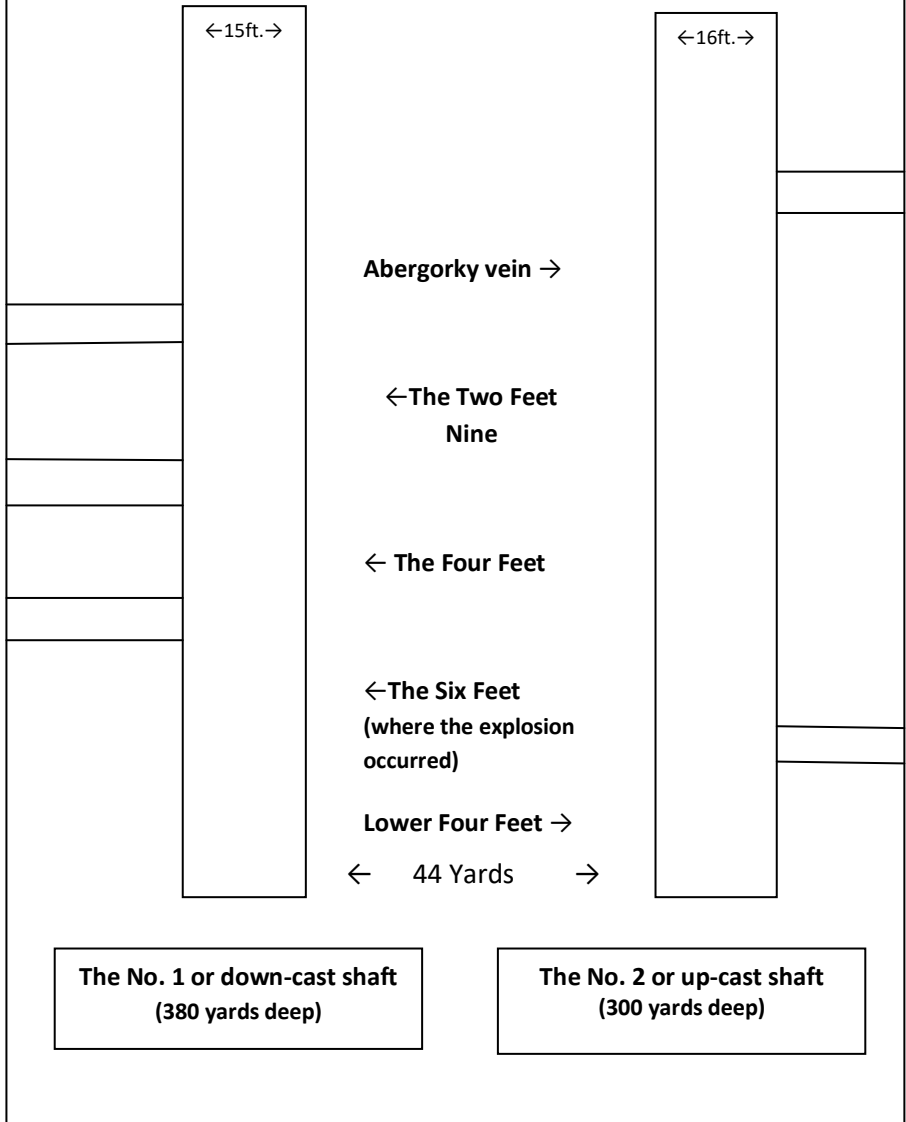 ←15ft.→
←16ft.→
Abergorky vein →
←The Two Feet
Nine
← The Four Feet
←The Six Feet
(where the explosion
occurred)
Lower Four Feet →
← 44 Yards →
The No. 1 or down-cast shaft
(380 yards deep)
The No. 2 or up-cast shaft
(300 yards deep)